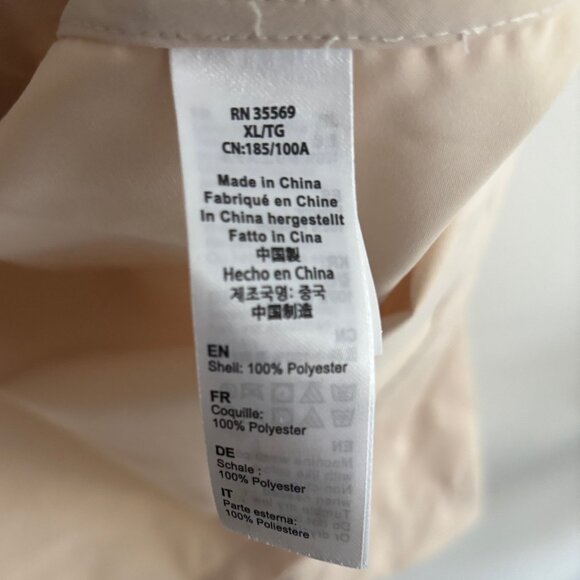 RN 35569
XL/TG
CN:185/100A
Made in China
Fabriqué en Chine
In China hergestellt
Fatto in Cina
中国製
Hecho en China
제조국명: 중국
中国制造
EN
Shell: 100% Polyester
FR
Coquille:
100% Polyester
DE
Schale :
100% Polyester
IT
Parte esterna:
100% Poliestere